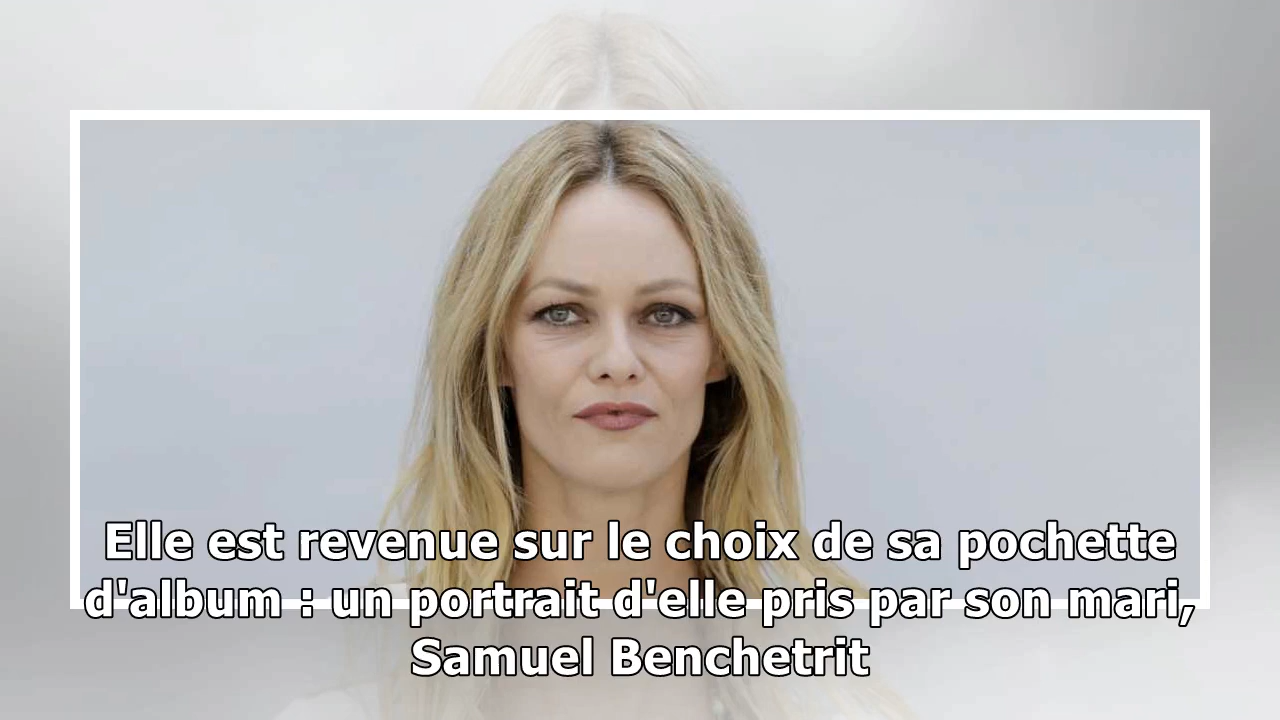 Elle est revenue sur le choix de sa pochette
d'album : un portrait d'elle pris par son mari,
Samuel Benchetrit